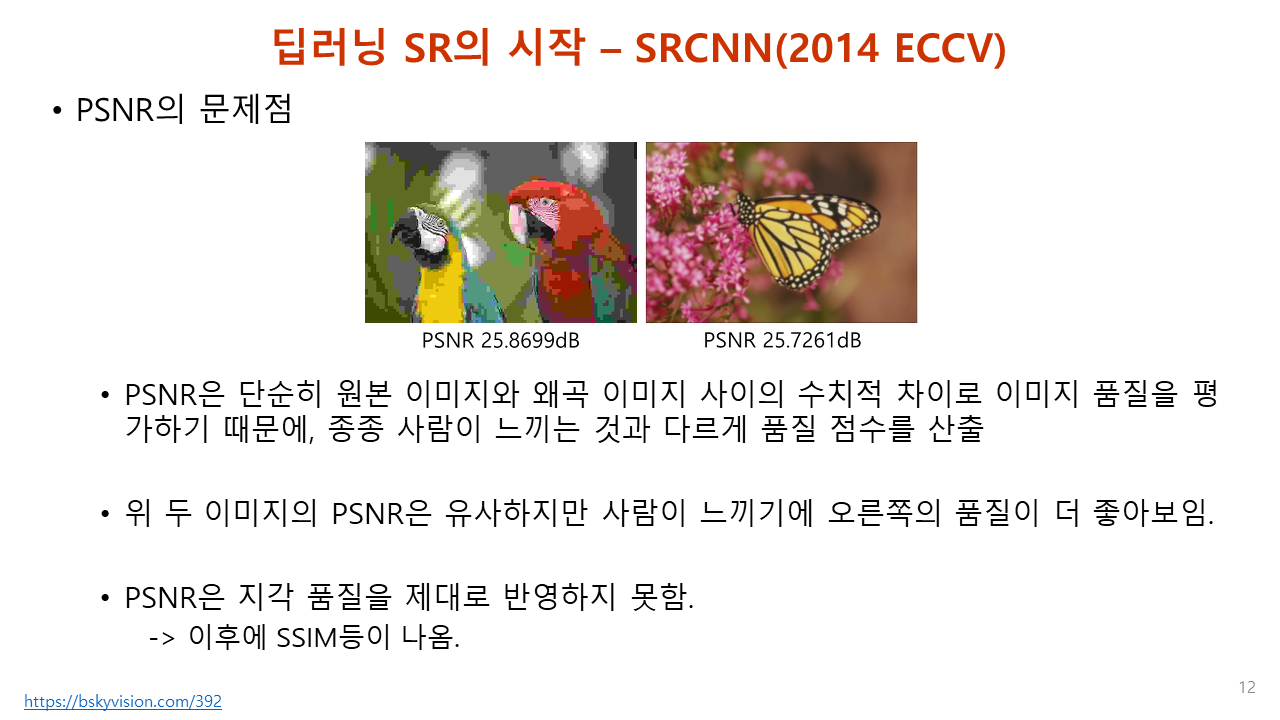 딥러닝 SR의 시작 – SRCNN(2014 ECCV)
• PSNR의 문제점
PSNR 25.8699dB
PSNR 25.7261dB
• PSNR은 단순히 원본 이미지와 왜곡 이미지 사이의 수치적 차이로 이미지 품질을 평
가하기 때문에, 종종 사람이 느끼는 것과 다르게 품질 점수를 산출
• 위 두 이미지의 PSNR은 유사하지만 사람이 느끼기에 오른쪽의 품질이 더 좋아보임.
• PSNR은 지각 품질을 제대로 반영하지 못함.
-> 이후에 SSIM등이 나옴.
https://bskyvision.com/392
12